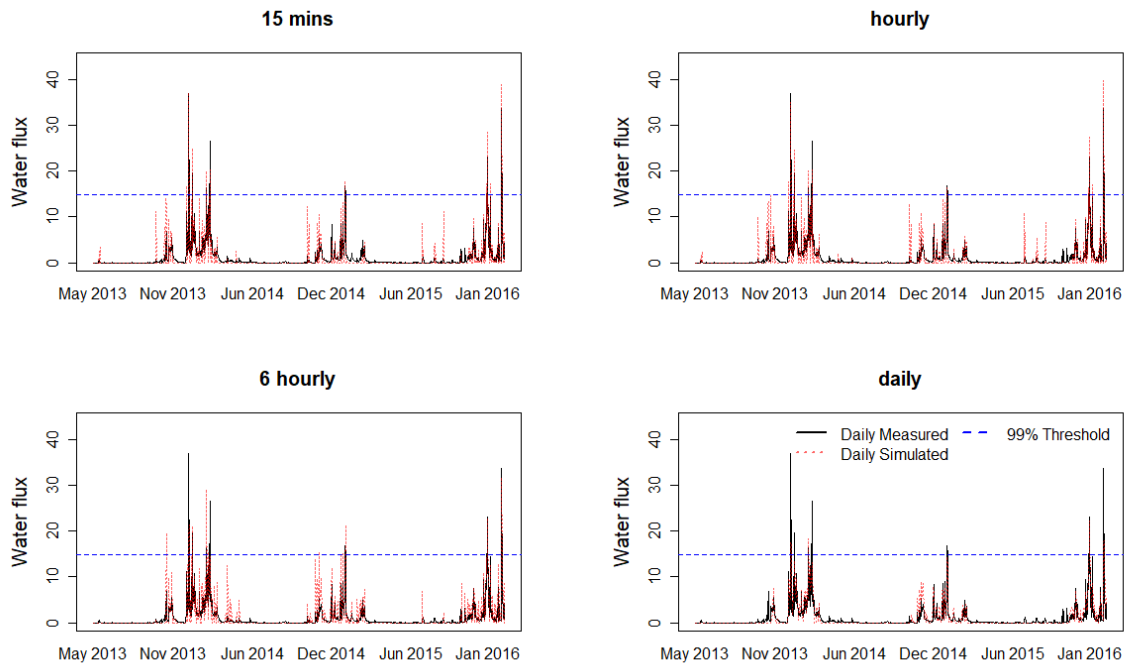 15 mins
hourly
Water flux
40
30
20
10
0
May 2013 Nov 2013 Jun 2014 Dec 2014 Jun 2015 Jan 2016
Water flux
40
30
20
10
0
May 2013 Nov 2013 Jun 2014 Dec 2014 Jun 2015 Jan 2016
6 hourly
daily
Water flux
40
30
20
10
0
May 2013 Nov 2013 Jun 2014 Dec 2014 Jun 2015 Jan 2016
Water flux
40
30
20
10
0
Daily Measured 99% Threshold
Daily Simulated
May 2013 Nov 2013 Jun 2014 Dec 2014 Jun 2015 Jan 2016